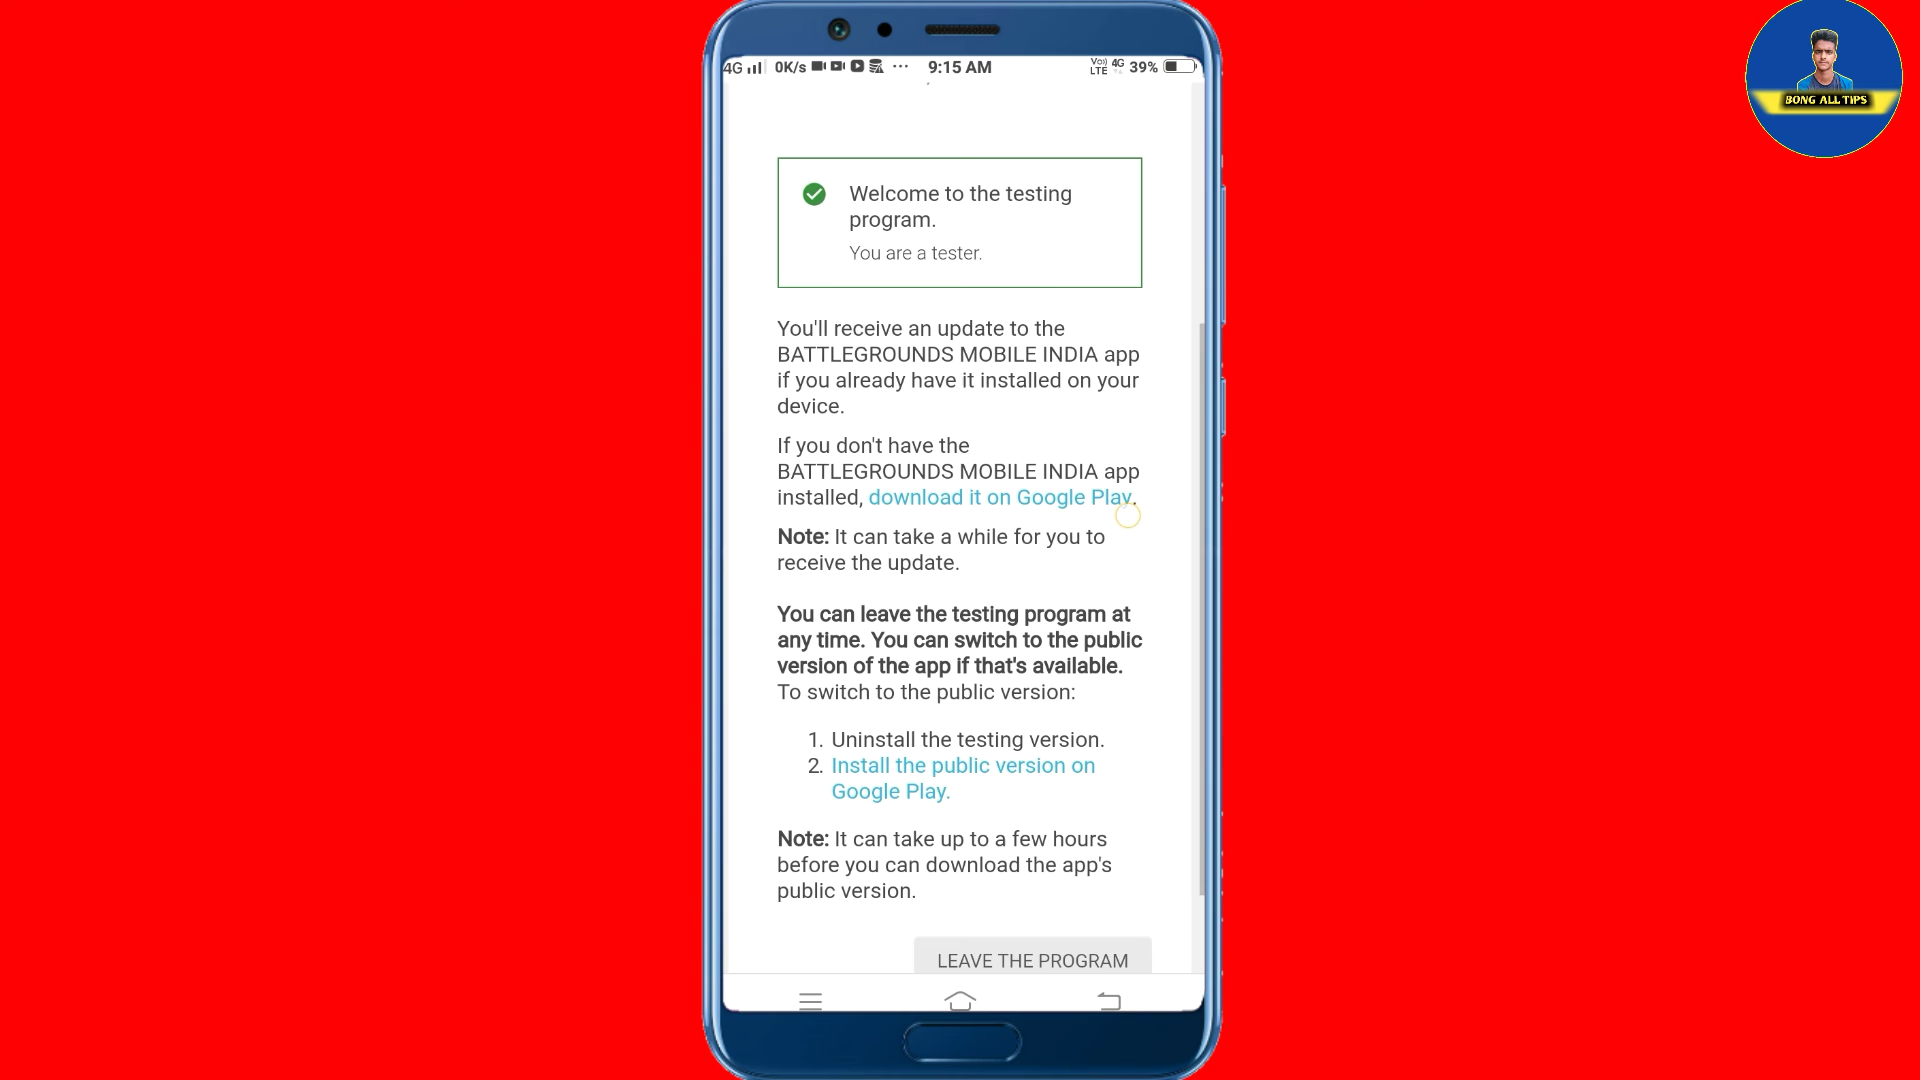 4G 0K/s ... 9:15 AM VO)) LTE 4G 39%
BONG ALL TIPS
Welcome to the testing
program.
You are a tester.
You'll receive an update to the
BATTLEGROUNDS MOBILE INDIA app
if you already have it installed on your
device.
If you don't have the
BATTLEGROUNDS MOBILE INDIA app
installed, download it on Google Play.
Note: It can take a while for you to
receive the update.
You can leave the testing program at
any time. You can switch to the public
version of the app if that's available.
To switch to the public version:
1. Uninstall the testing version.
2. Install the public version on
Google Play.
Note: It can take up to a few hours
before you can download the app's
public version.
LEAVE THE PROGRAM